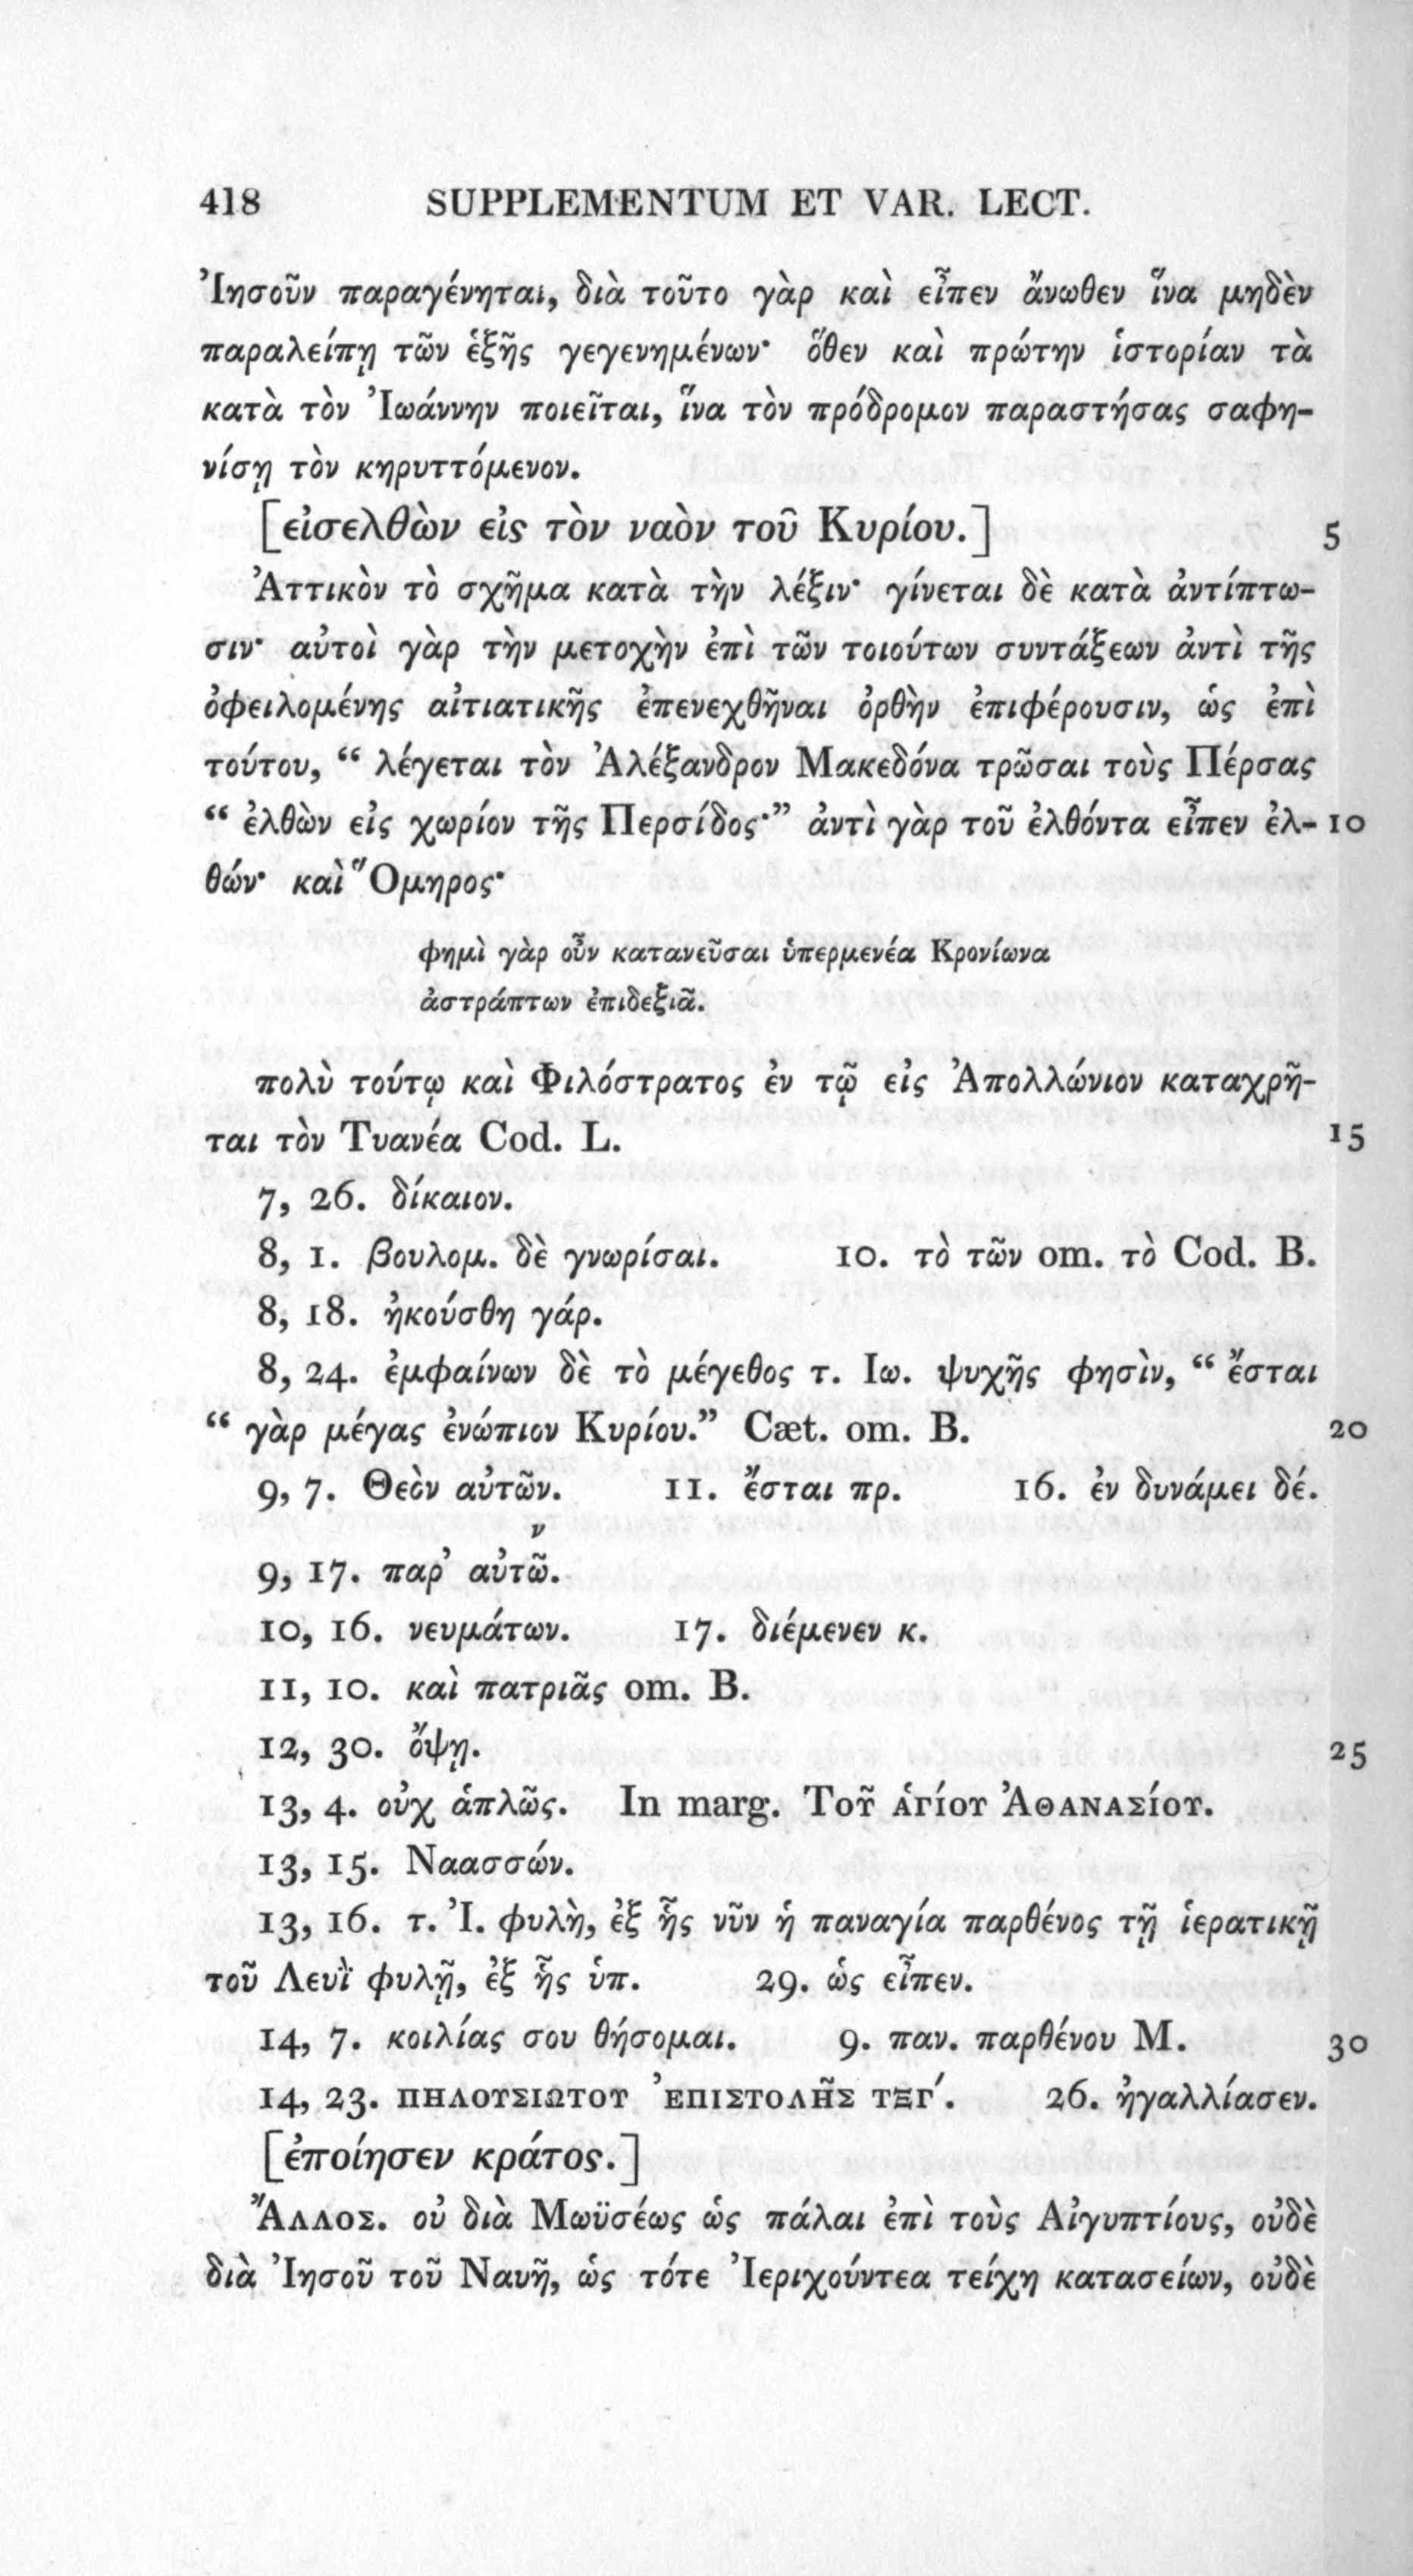 418 SUPPLEMENTUM ET VAR. LECT.
Ἰησοῦν παραγένηται, διὰ τοῦτο γὰρ καὶ εἶπεν ἄνωθεν ἵνα μηδὲν
παραλείπῃ τῶν ἑξῆς γεγενημένων· ὅθεν καὶ πρώτην ἱστορίαν τὰ
κατὰ τὸν Ἰωάννην ποιεῖται, ἵνα τὸν πρόδρομον παραστήσας σαφη-
νίσῃ τὸν κηρυττόμενον.
[εἰσελθὼν εἰς τὸν ναὸν τοῦ Κυρίου.] 5
Ἀττικὸν τὸ σχῆμα κατὰ τὴν λέξιν· γίνεται δὲ κατὰ ἀντίπτω-
σιν· αὐτοὶ γὰρ τὴν μετοχὴν ἐπὶ τῶν τοιούτων συντάξεων ἀντὶ τῆς
ὀφειλομένης αἰτιατικῆς ἐπενεχθῆναι ὀρθὴν ἐπιφέρουσιν, ὡς ἐπὶ
τούτου, “ λέγεται τὸν Ἀλέξανδρον Μακεδόνα τρῶσαι τοὺς Πέρσας
“ ἐλθὼν εἰς χωρίον τῆς Περσίδος·” ἀντὶ γὰρ τοῦ ἐλθόντα εἶπεν ἐλ- 10
θών· καὶ Ὅμηρος·
φημὶ γὰρ οὖν κατανεῦσαι ὑπερμενέα Κρονίωνα
ἀστράπτων ἐπιδεξιᾶ.
πολὺ τούτῳ καὶ Φιλόστρατος ἐν τῷ εἰς Ἀπολλώνιον καταχρῆ-
ται τὸν Τυανέα Cod. L. 15
7, 26. δίκαιον.
8, 1. βουλομ. δὲ γνωρίσαι. 10. τὸ τῶν om. τὸ Cod. B.
8, 18. ἠκούσθη γάρ.
8, 24. ἐμφαίνων δὲ τὸ μέγεθος τ. Ιω. ψυχῆς φησὶν, “ ἔσται
“ γὰρ μέγας ἐνώπιον Κυρίου.” Cæt. om. B. 20
9, 7. Θεὸν αὐτῶν. 11. ἔσται πρ. 16. ἐν δυνάμει δέ.
ν
9, 17. παρ’ αὐτῶ.
10, 16. νευμάτων. 17. διέμενεν κ.
11, 10. καὶ πατριᾶς om. B.
12, 30. ὄψῃ. 25
13, 4. οὐχ ἁπλῶς. In marg. Τοῦ ἁγίου Ἀθανασίου.
13, 15. Ναασσών.
13, 16. τ. Ἰ. φυλὴ, ἐξ ἧς νῦν ἡ παναγία παρθένος τῇ ἱερατικῇ
τοῦ Λευῒ φυλῇ, ἐξ ἧς ὑπ. 29. ὡς εἶπεν.
14, 7. κοιλίας σου θήσομαι. 9. παν. παρθένου M. 30
14, 23. ΠΗΛΟΥΣΙΩΤΟΥ ἘΠΙΣΤΟΛΗ͂Σ ΤΞΓʹ. 26. ἠγαλλίασεν.
[ἐποίησεν κράτος.]
Ἄλλος. οὐ διὰ Μωϋσέως ὡς πάλαι ἐπὶ τοὺς Αἰγυπτίους, οὐδὲ
διὰ Ἰησοῦ τοῦ Ναυῆ, ὡς τότε Ἰεριχούντεα τείχη κατασείων, οὐδὲ